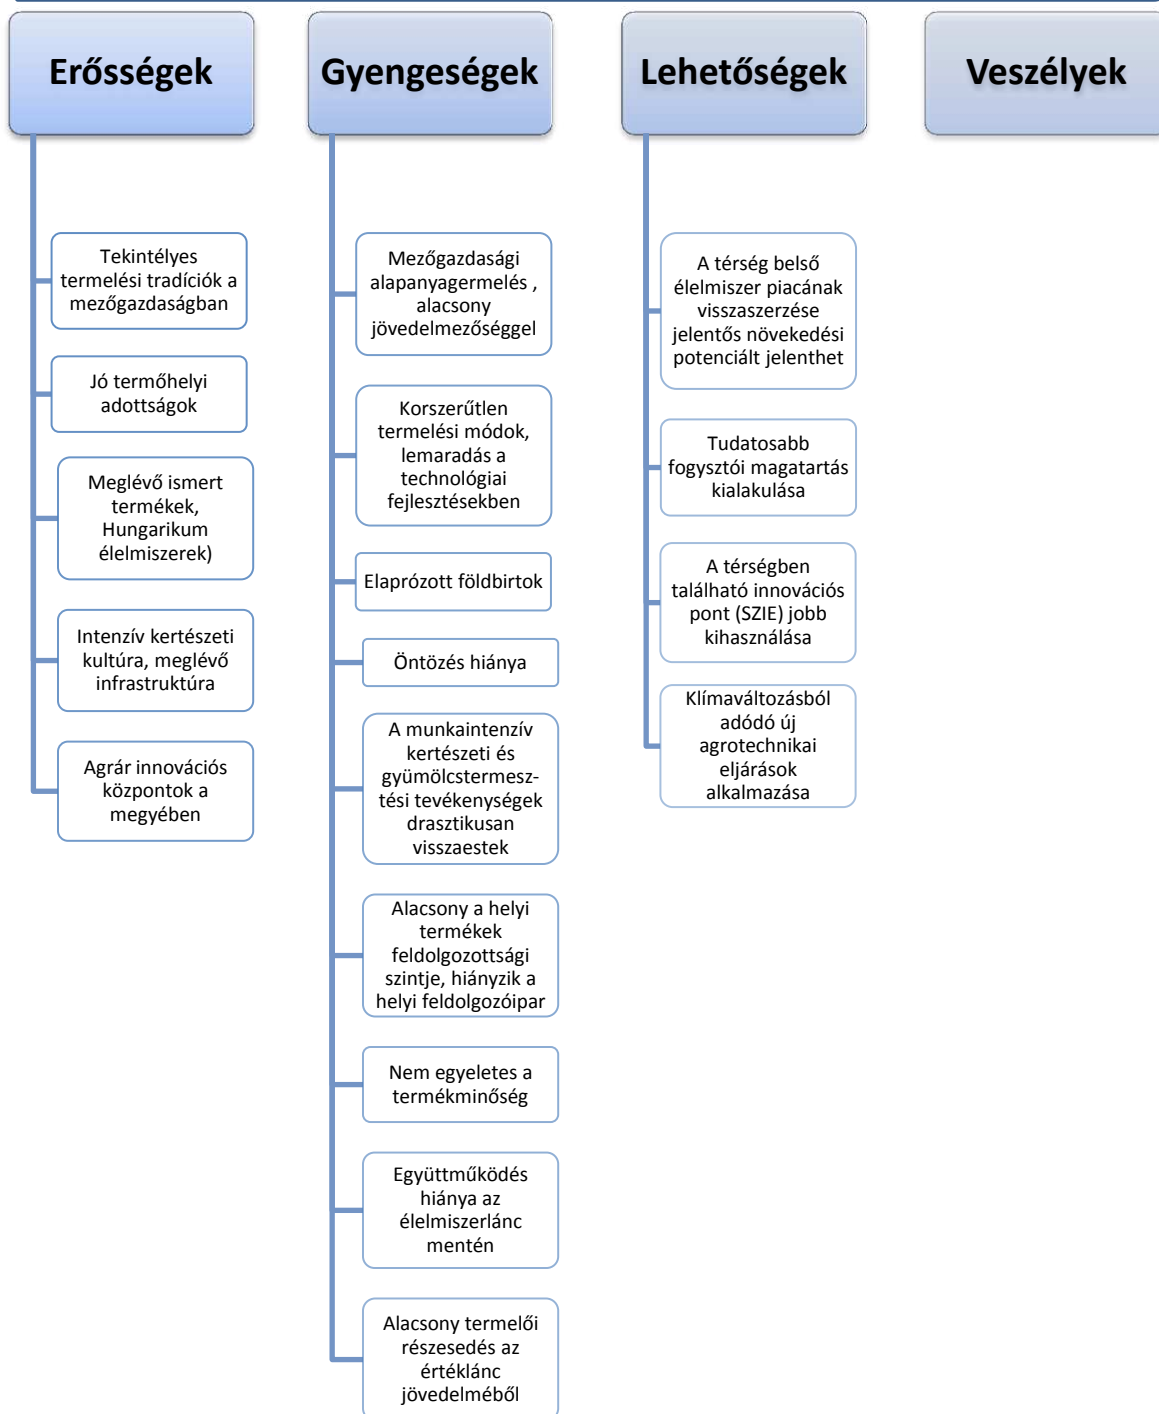 Erősségek
Tekintélyes
termelési tradíciók a
mezőgazdaságban
Jó termőhelyi
adottságok
Meglévő ismert
termékek,
Hungarikum
élelmiszerek)
Intenzív kertészeti
kultúra, meglévő
infrastruktúra
Agrár innovációs
központok a
megyében
Gyengeségek
Mezőgazdasági
alapanyagermelés ,
alacsony
jövedelmezőséggel
Korszerűtlen
termelési módok,
lemaradás a
technológiai
fejlesztésekben
Elaprózott földbirtok
Öntözés hiánya
A munkaintenzív
kertészeti és
gyümölcstermesz-
tési tevékenységek
drasztikusan
visszaestek
Alacsony a helyi
termékek
feldolgozottsági
szintje, hiányzik a
helyi feldolgozóipar
Nem egyeletes a
termékminőség
Együttműködés
hiánya az
élelmiszerlánc
mentén
Alacsony termelői
részesedés az
értéklánc
jövedelméből
Lehetőségek
A térség belső
élelmiszer piacának
visszaszerzése
jelentős növekedési
potenciált jelenthet
Tudatosabb
fogysztói magatartás
kialakulása
A térségben
található innovációs
pont (SZIE) jobb
kihasználása
Klímaváltozásból
adódó új
agrotechnikai
eljárások
alkalmazása
Veszélyek